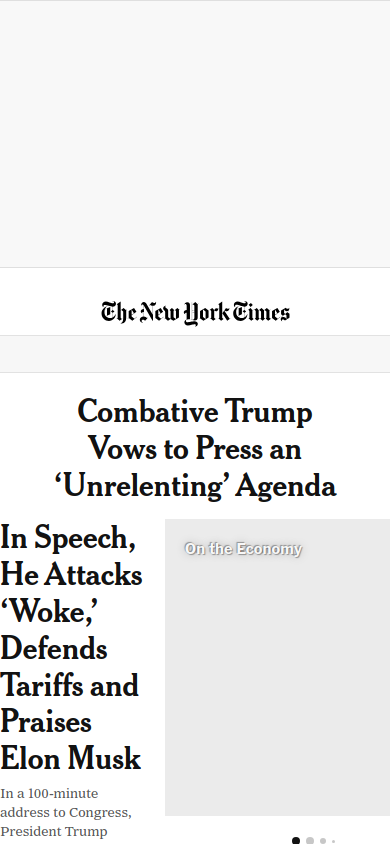 The New York Times
Combative Trump
Vows to Press an
‘Unrelenting’ Agenda
In Speech,
He Attacks
‘Woke,’
Defends
Tariffs and
Praises
Elon Musk
In a 100-minute
address to Congress,
President Trump
On the Economy